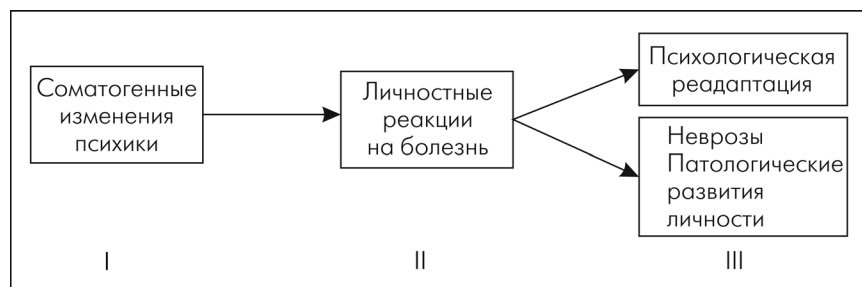 Соматогенные
изменения
психики
Личностные
реакции
на болезнь
Психологическая
реадаптация
Неврозы
Патологические
развития
личности
I
II
III